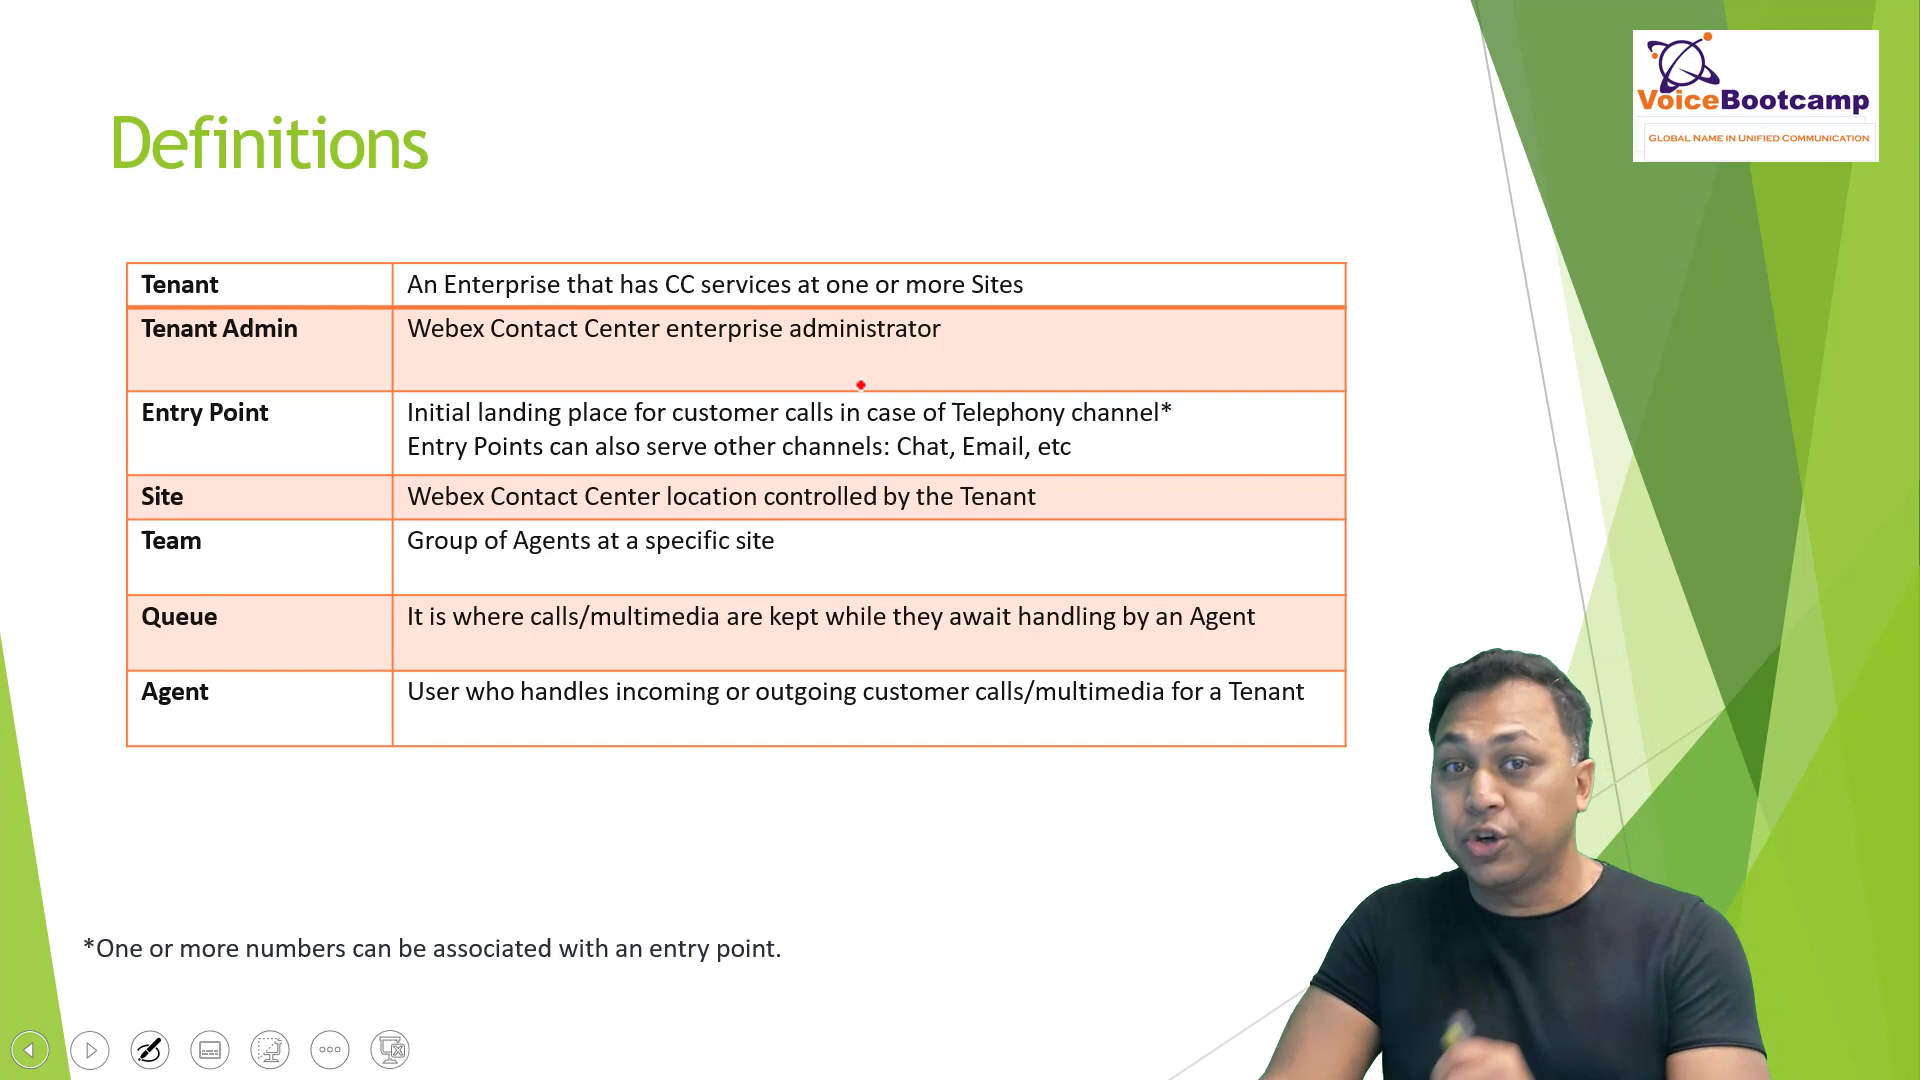 VoiceBootcamp
GLOBAL NAME IN UNIFIED COMMUNICATION
Definitions
Tenant An Enterprise that has CC services at one or more Sites
Tenant Admin Webex Contact Center enterprise administrator
Entry Point Initial landing place for customer calls in case of Telephony channel*
Entry Points can also serve other channels: Chat, Email, etc
Site Webex Contact Center location controlled by the Tenant
Team Group of Agents at a specific site
Queue It is where calls/multimedia are kept while they await handling by an Agent
Agent User who handles incoming or outgoing customer calls/multimedia for a Tenant
*One or more numbers can be associated with an entry point.